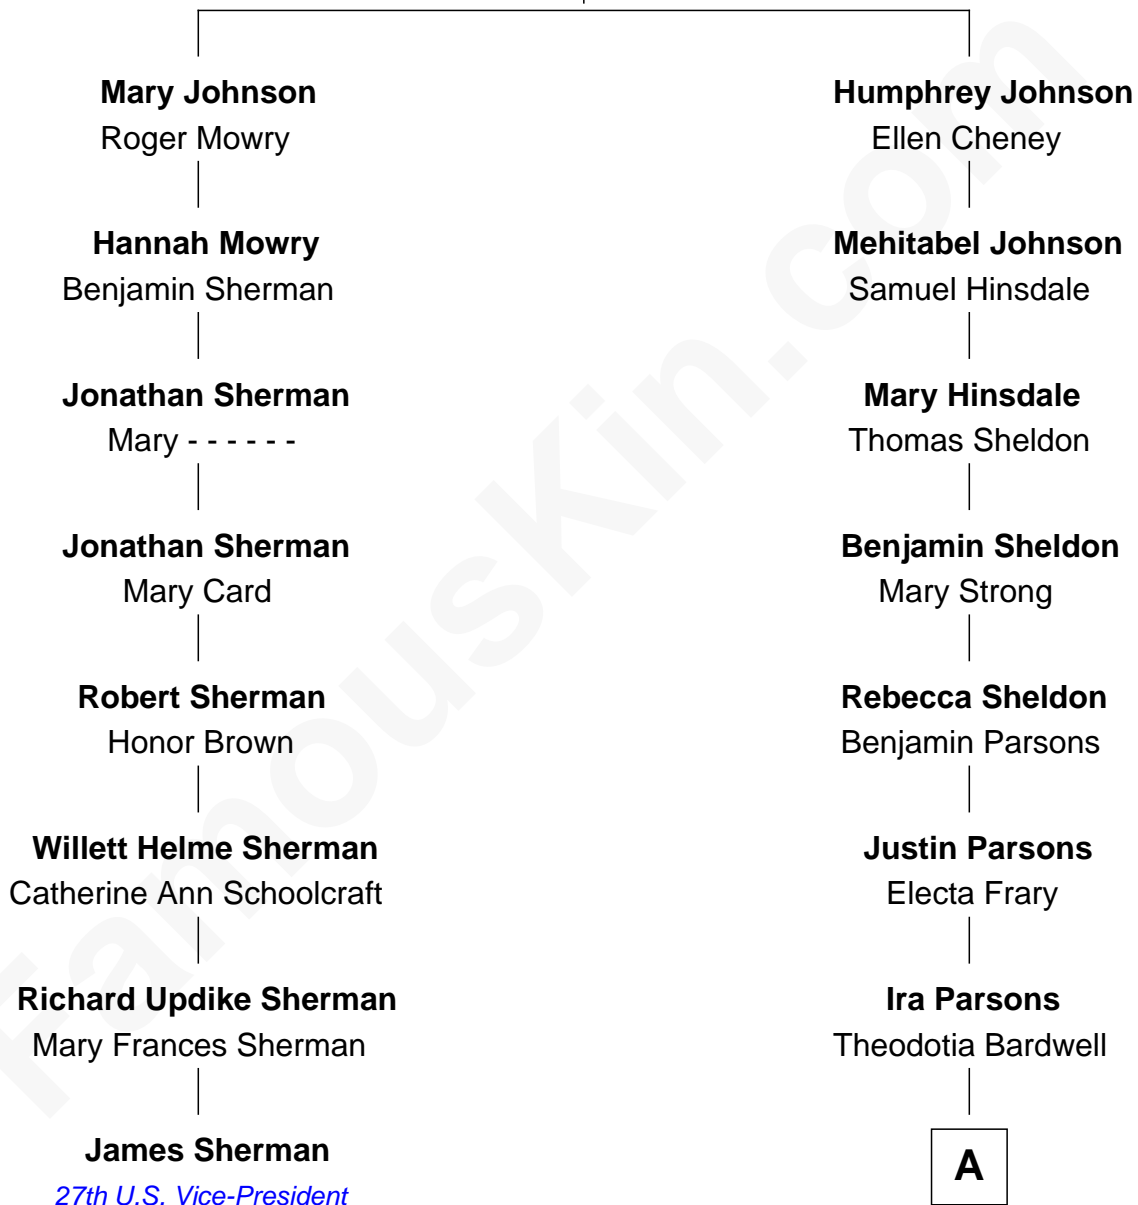 Mary Johnson
Roger Mowry
Hannah Mowry
Benjamin Sherman
Jonathan Sherman
Mary - - - - - -
Jonathan Sherman
Mary Card
Robert Sherman
Honor Brown
Willett Helme Sherman
Catherine Ann Schoolcraft
Richard Updike Sherman
Mary Frances Sherman
James Sherman
27th U.S. Vice-President
Humphrey Johnson
Ellen Cheney
Mehitabel Johnson
Samuel Hinsdale
Mary Hinsdale
Thomas Sheldon
Benjamin Sheldon
Mary Strong
Rebecca Sheldon
Benjamin Parsons
Justin Parsons
Electa Frary
Ira Parsons
Theodotia Bardwell
A
FamousKin.com